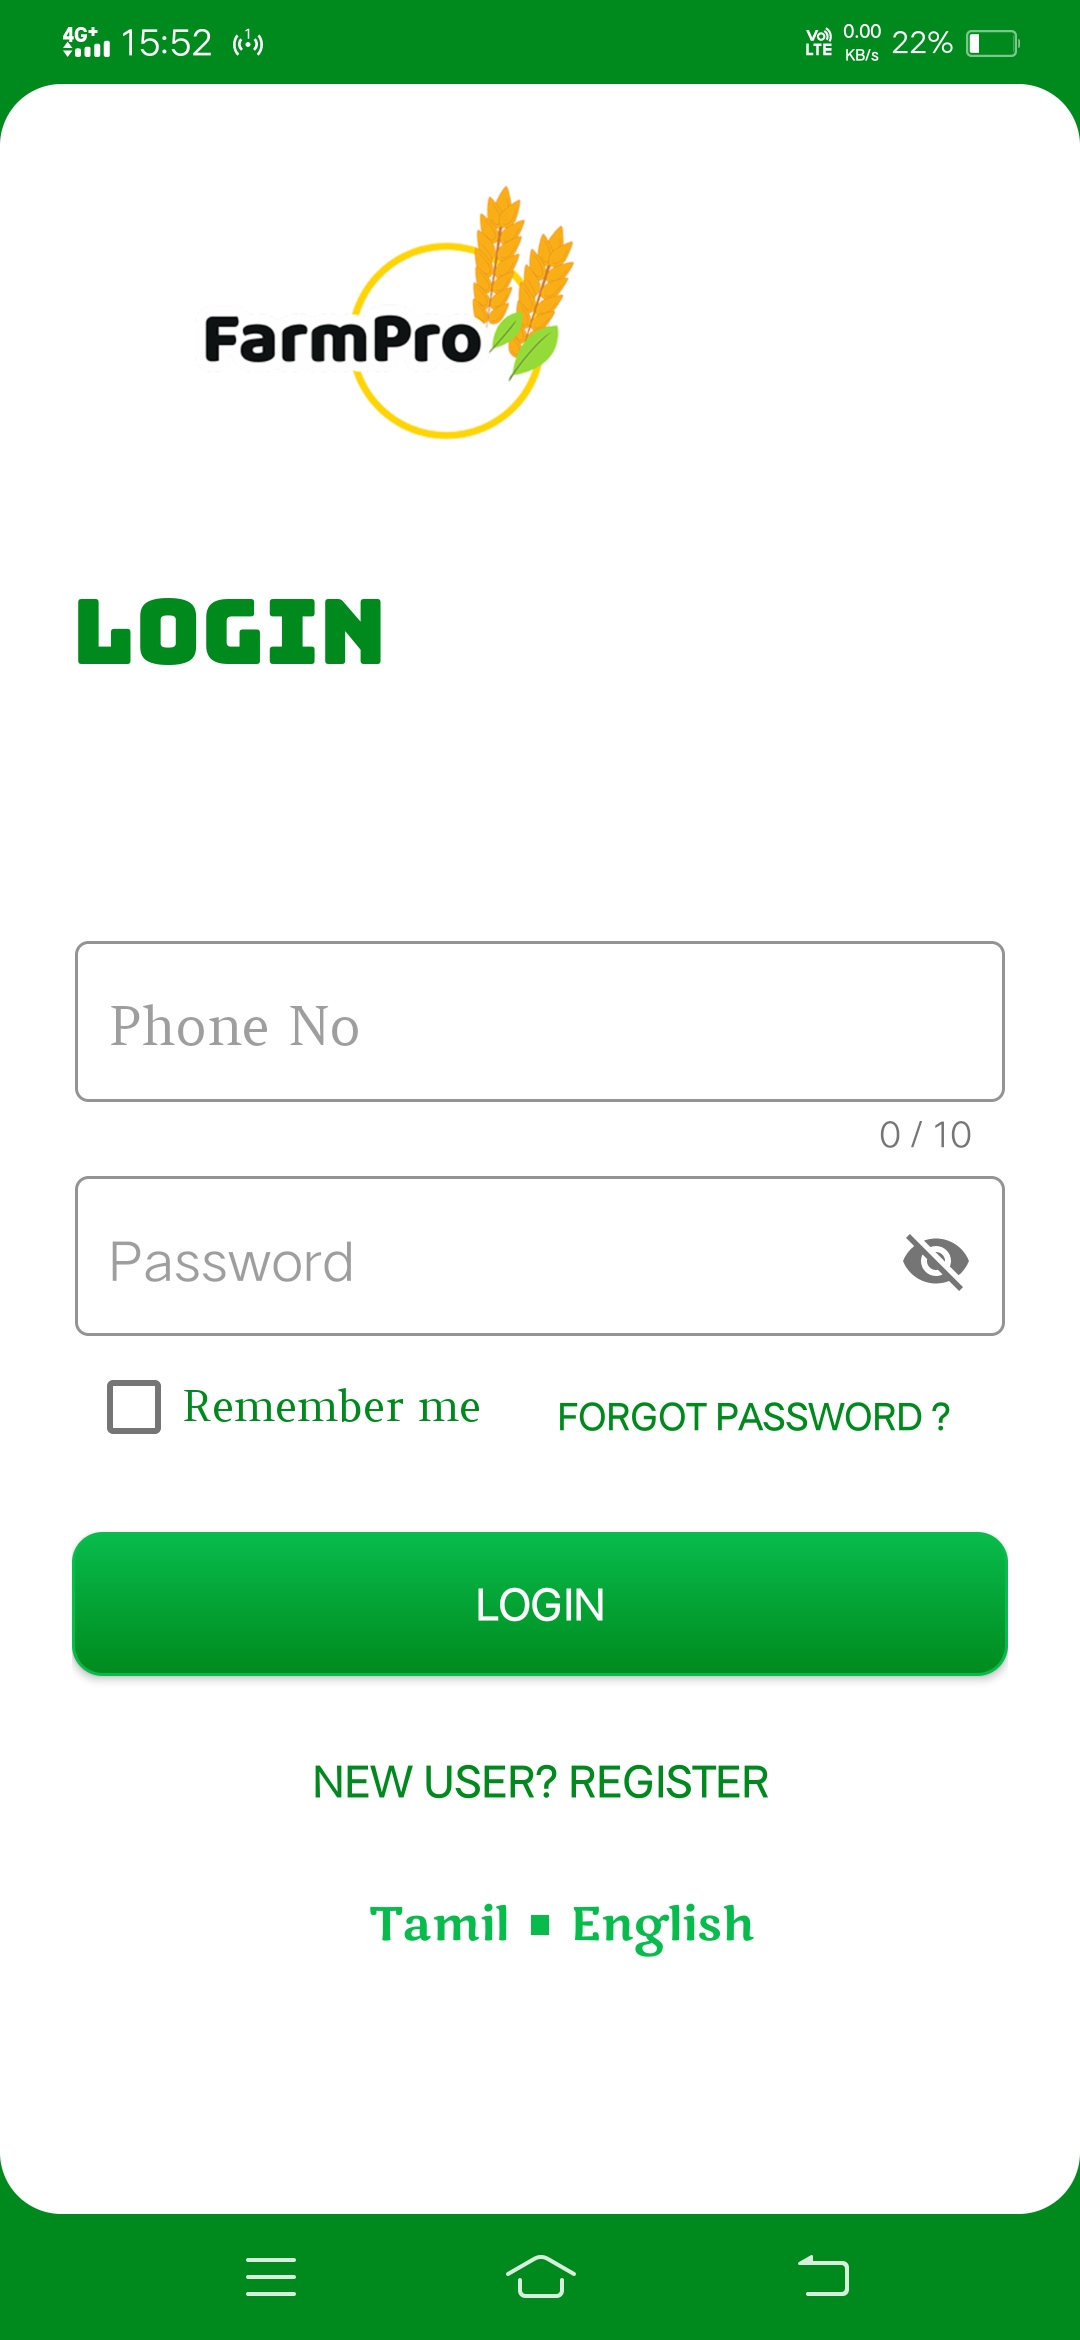 4G+ 15:52 1 Vo) LTE 0.00 KB/s 22%
FarmPro
LOGIN
Phone No
0 / 10
Password
Remember me FORGOT PASSWORD ?
LOGIN
NEW USER? REGISTER
Tamil ▪ English